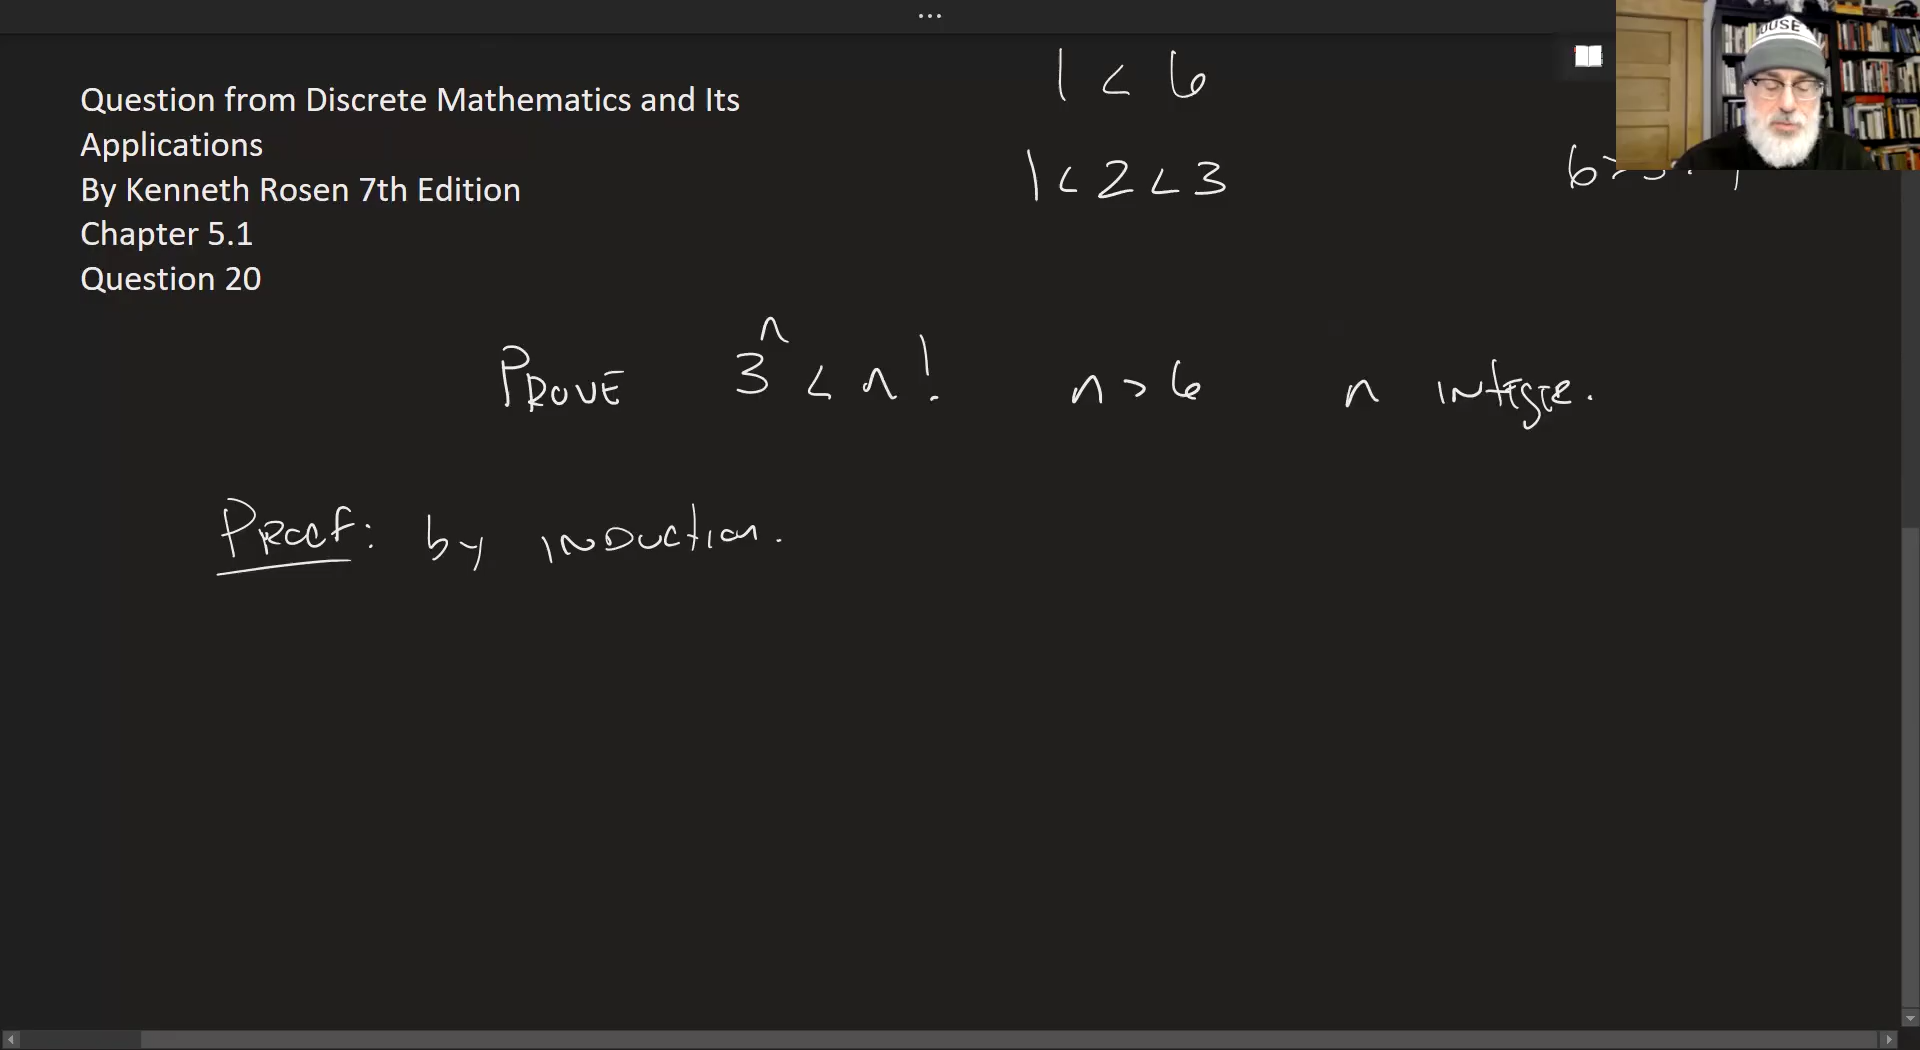 ...
1 < 6
Question from Discrete Mathematics and Its
Applications
1 < 2 < 3
By Kenneth Rosen 7th Edition
Chapter 5.1
Question 20
PROVE 3^n < n! n > 6 n INTEGER.
PROOF: by INDUCTION.